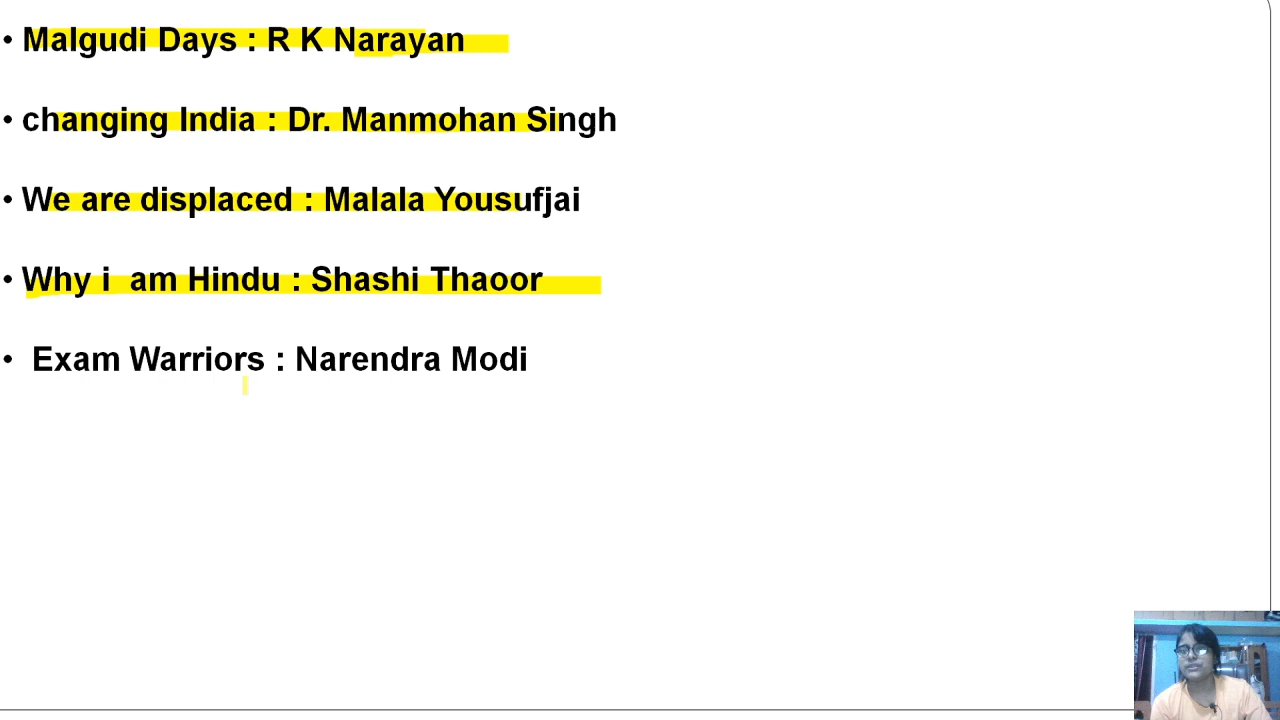 • Malgudi Days : R K Narayan
• changing India : Dr. Manmohan Singh
• We are displaced : Malala Yousufjai
• Why i  am Hindu : Shashi Thaoor
•  Exam Warriors : Narendra Modi